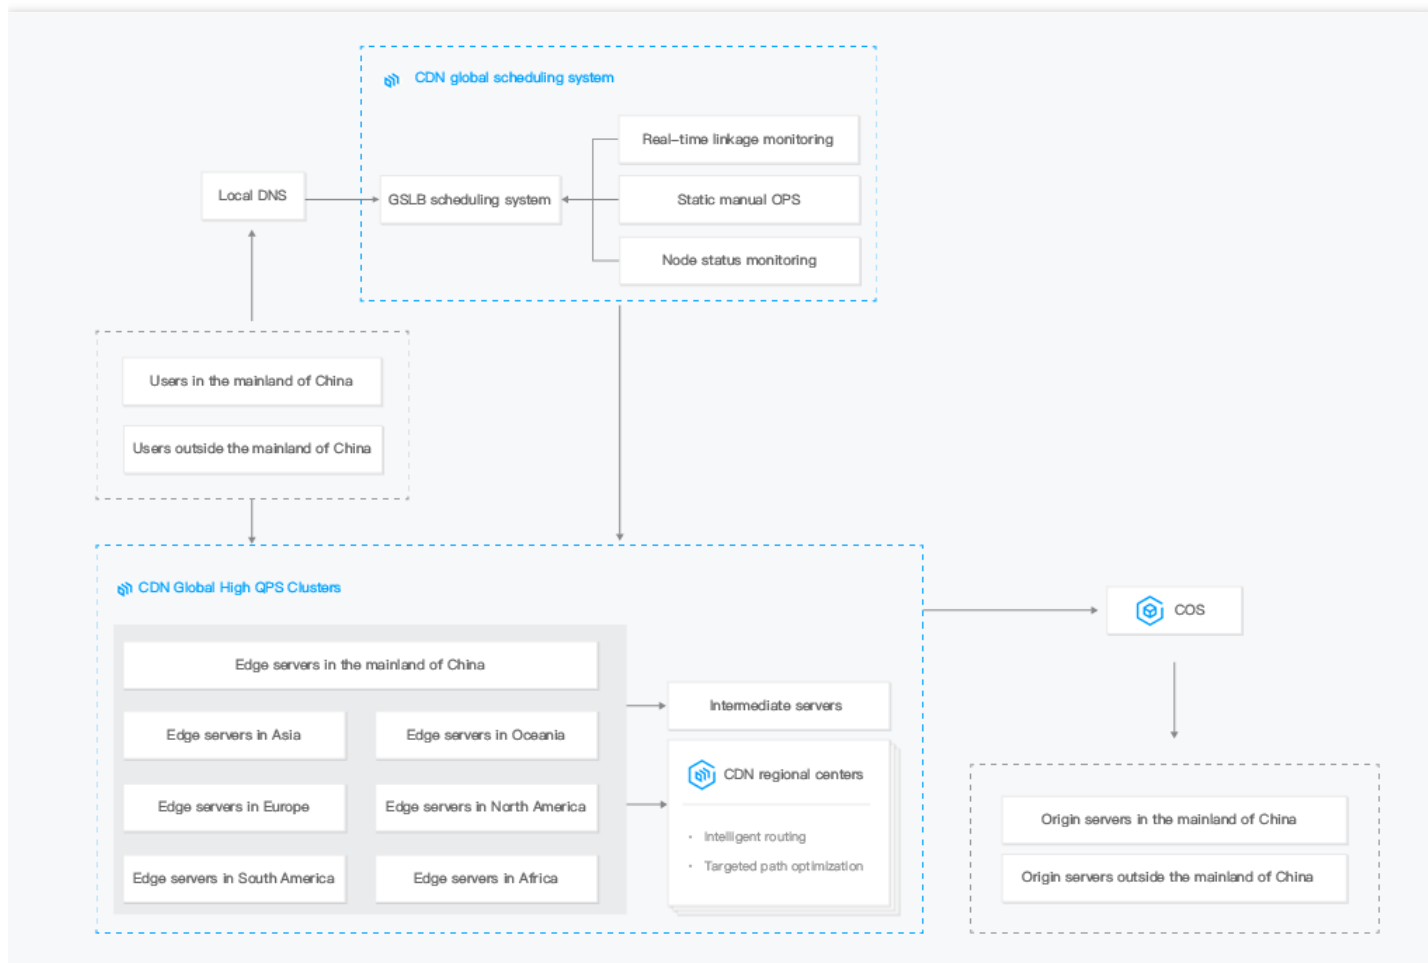 CDN global scheduling system
Real-time linkage monitoring
Local DNS
GSLB scheduling system
Static manual OPS
Node status monitoring
Users in the mainland of China
Users outside the mainland of China
CDN Global High QPS Clusters
COS
Edge servers in the mainland of China
Intermediate servers
Edge servers in Asia
Edge servers in Oceania
CDN regional centers
Edge servers in Europe
Edge servers in North America
• Intelligent routing
• Targeted path optimization
Edge servers in South America
Edge servers in Africa
Origin servers in the mainland of China
Origin servers outside the mainland of China